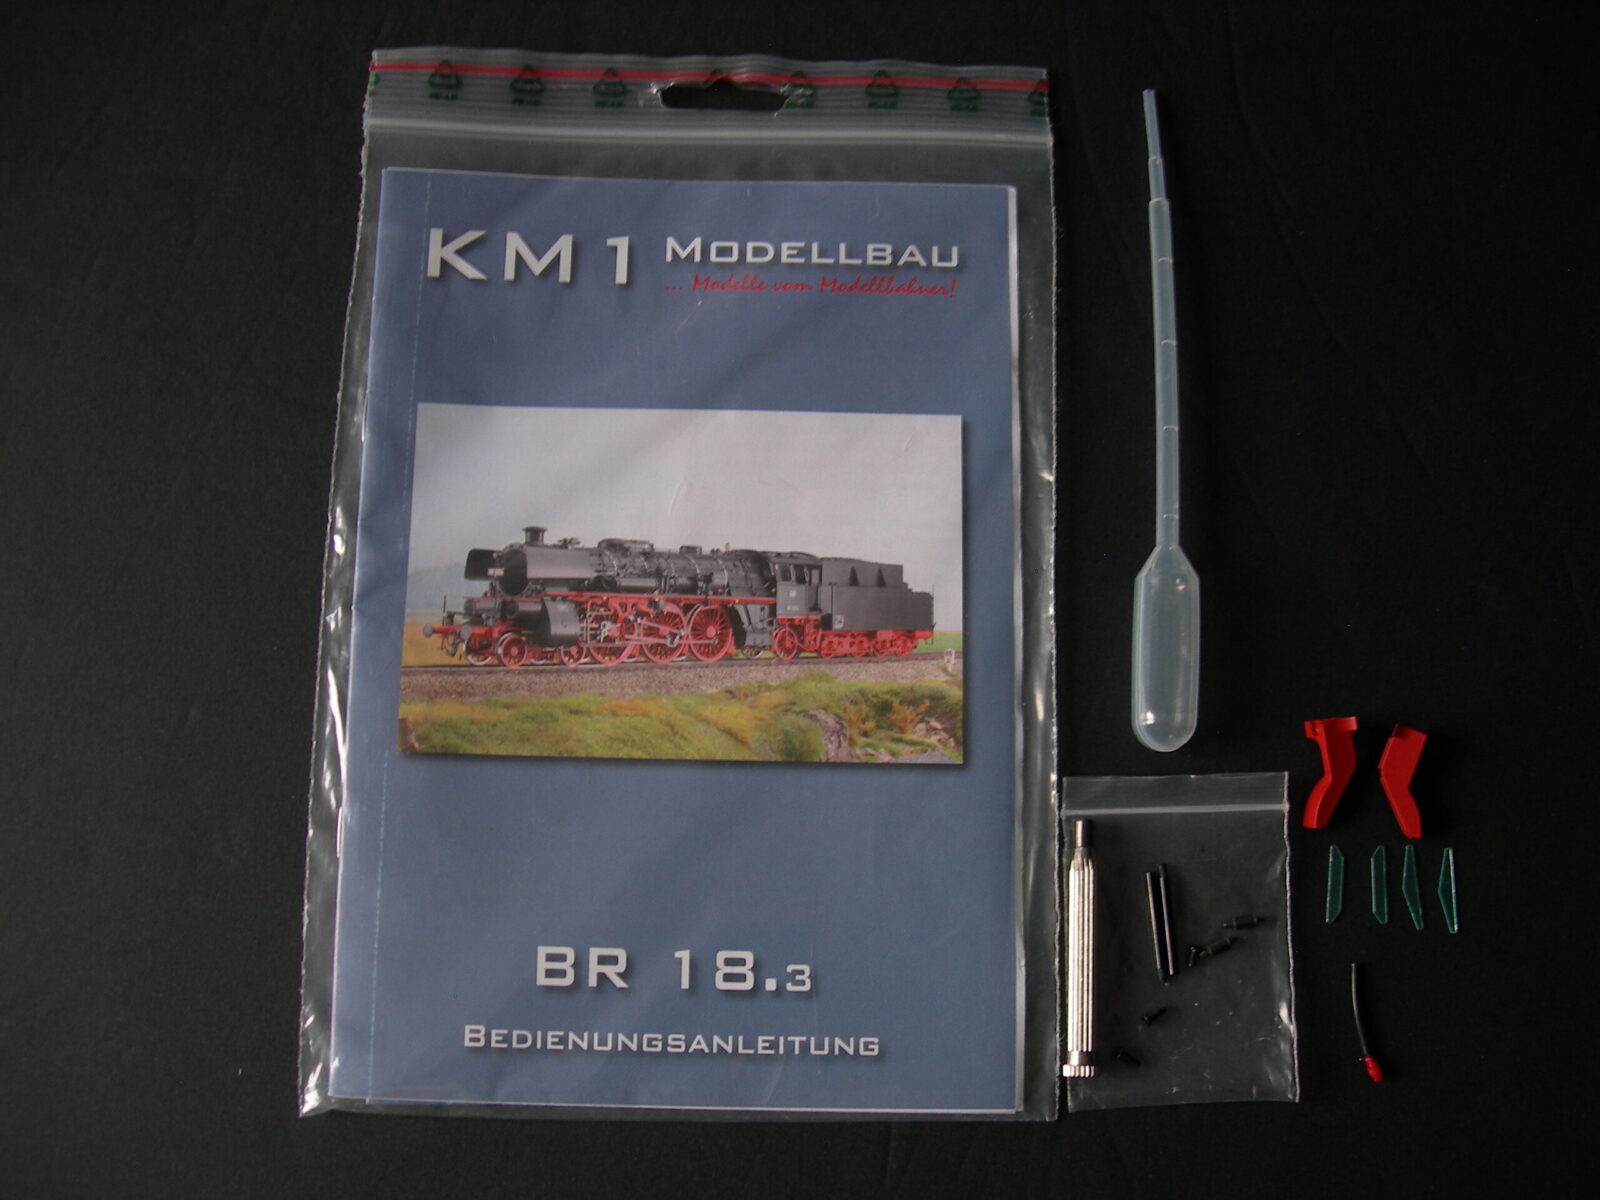 KM1 MODELLBAU
... Modelle vom Modellbahner!
BR 18.3
BEDIENUNGSANLEITUNG